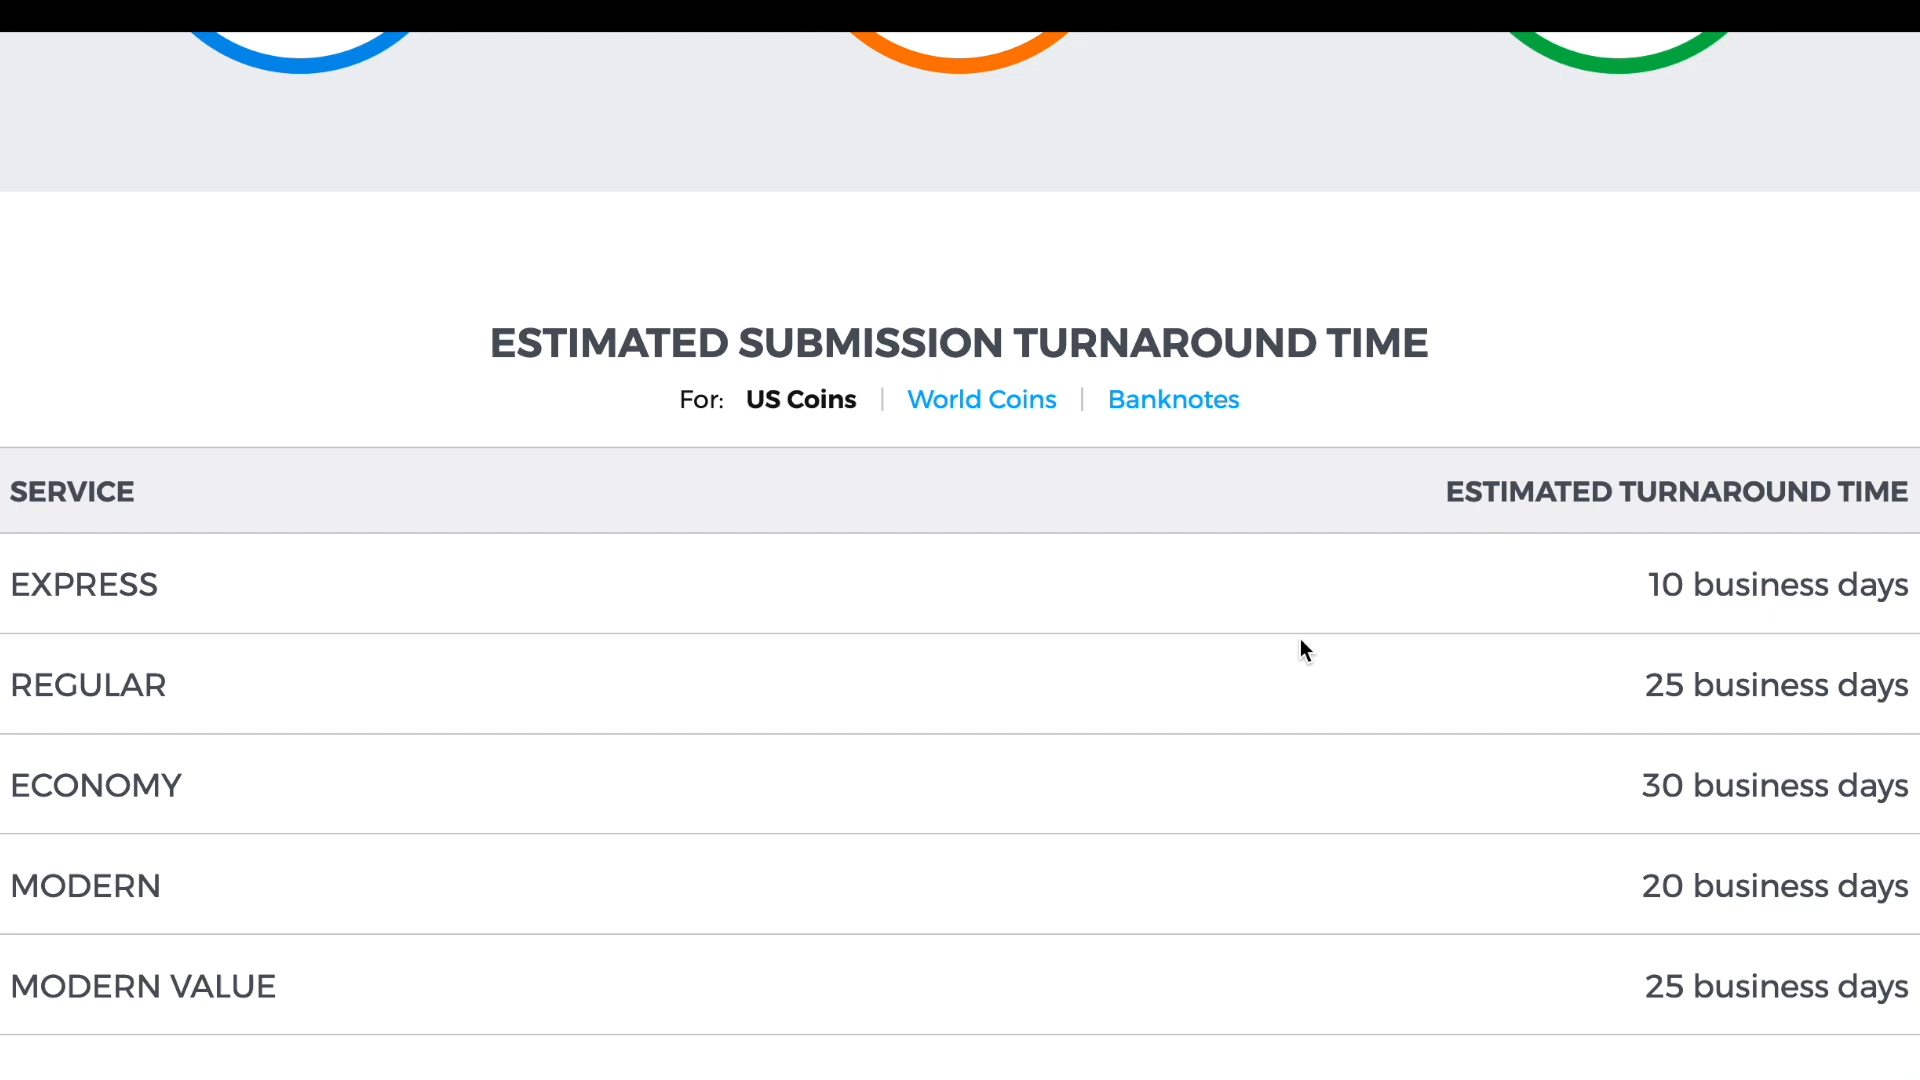 ESTIMATED SUBMISSION TURNAROUND TIME
For: US Coins | World Coins | Banknotes
SERVICE ESTIMATED TURNAROUND TIME
EXPRESS 10 business days
REGULAR 25 business days
ECONOMY 30 business days
MODERN 20 business days
MODERN VALUE 25 business days